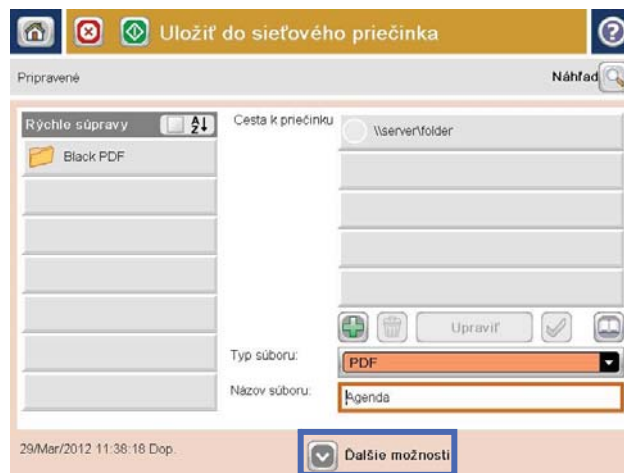 Uložiť do sieťového priečinka
Pripravené
Náhľad
Rýchle súpravy
Cesta k priečinku
\\server\folder
Black PDF
Upraviť
Typ súboru:
PDF
Názov súboru:
Agenda
29/Mar/2012 11:38:18 Dop.
Ďalšie možnosti